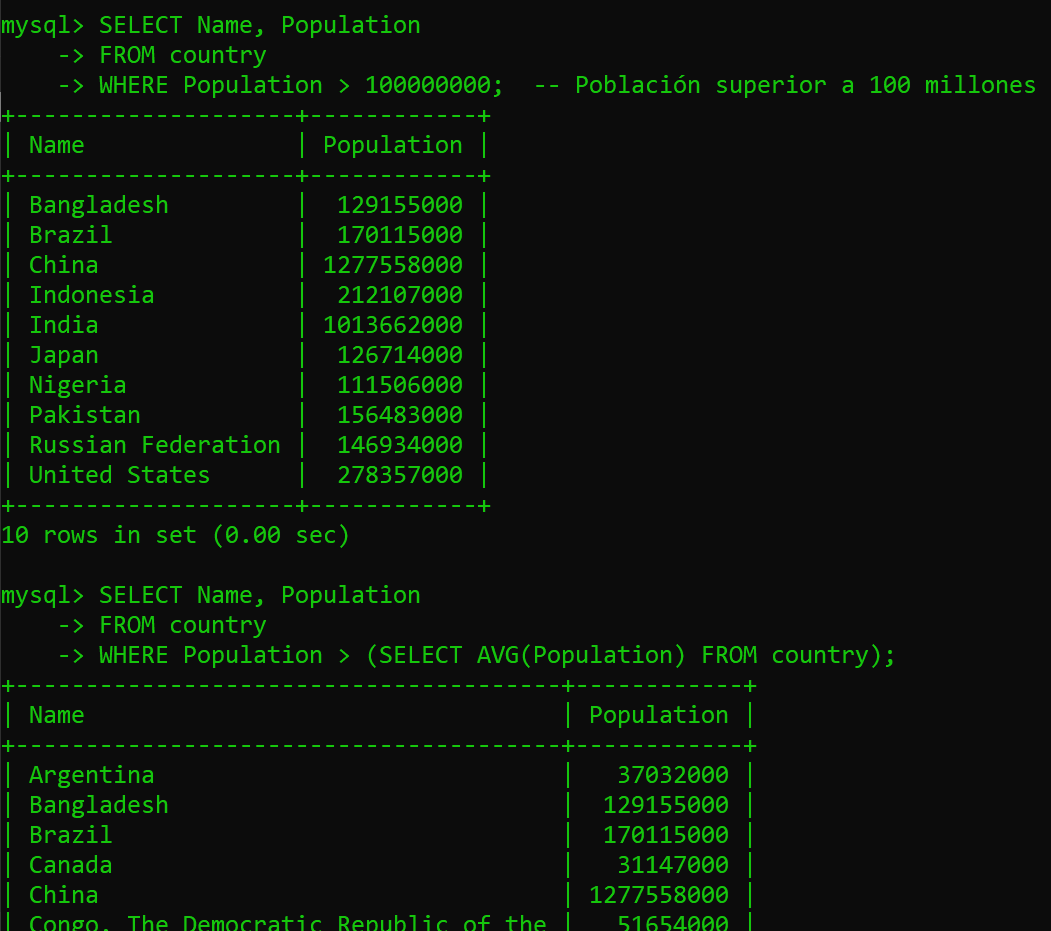 mysql> SELECT Name, Population
    -> FROM country
    -> WHERE Population > 100000000;  -- Población superior a 100 millones
+--------------------+------------+
| Name               | Population |
+--------------------+------------+
| Bangladesh         |  129155000 |
| Brazil             |  170115000 |
| China              | 1277558000 |
| Indonesia          |  212107000 |
| India              | 1013662000 |
| Japan              |  126714000 |
| Nigeria            |  111506000 |
| Pakistan           |  156483000 |
| Russian Federation |  146934000 |
| United States      |  278357000 |
+--------------------+------------+
10 rows in set (0.00 sec)

mysql> SELECT Name, Population
    -> FROM country
    -> WHERE Population > (SELECT AVG(Population) FROM country);
+---------------------------------------+------------+
| Name                                  | Population |
+---------------------------------------+------------+
| Argentina                             |   37032000 |
| Bangladesh                            |  129155000 |
| Brazil                                |  170115000 |
| Canada                                |   31147000 |
| China                                 | 1277558000 |
| Congo, The Democratic Republic of the |   51654000 |